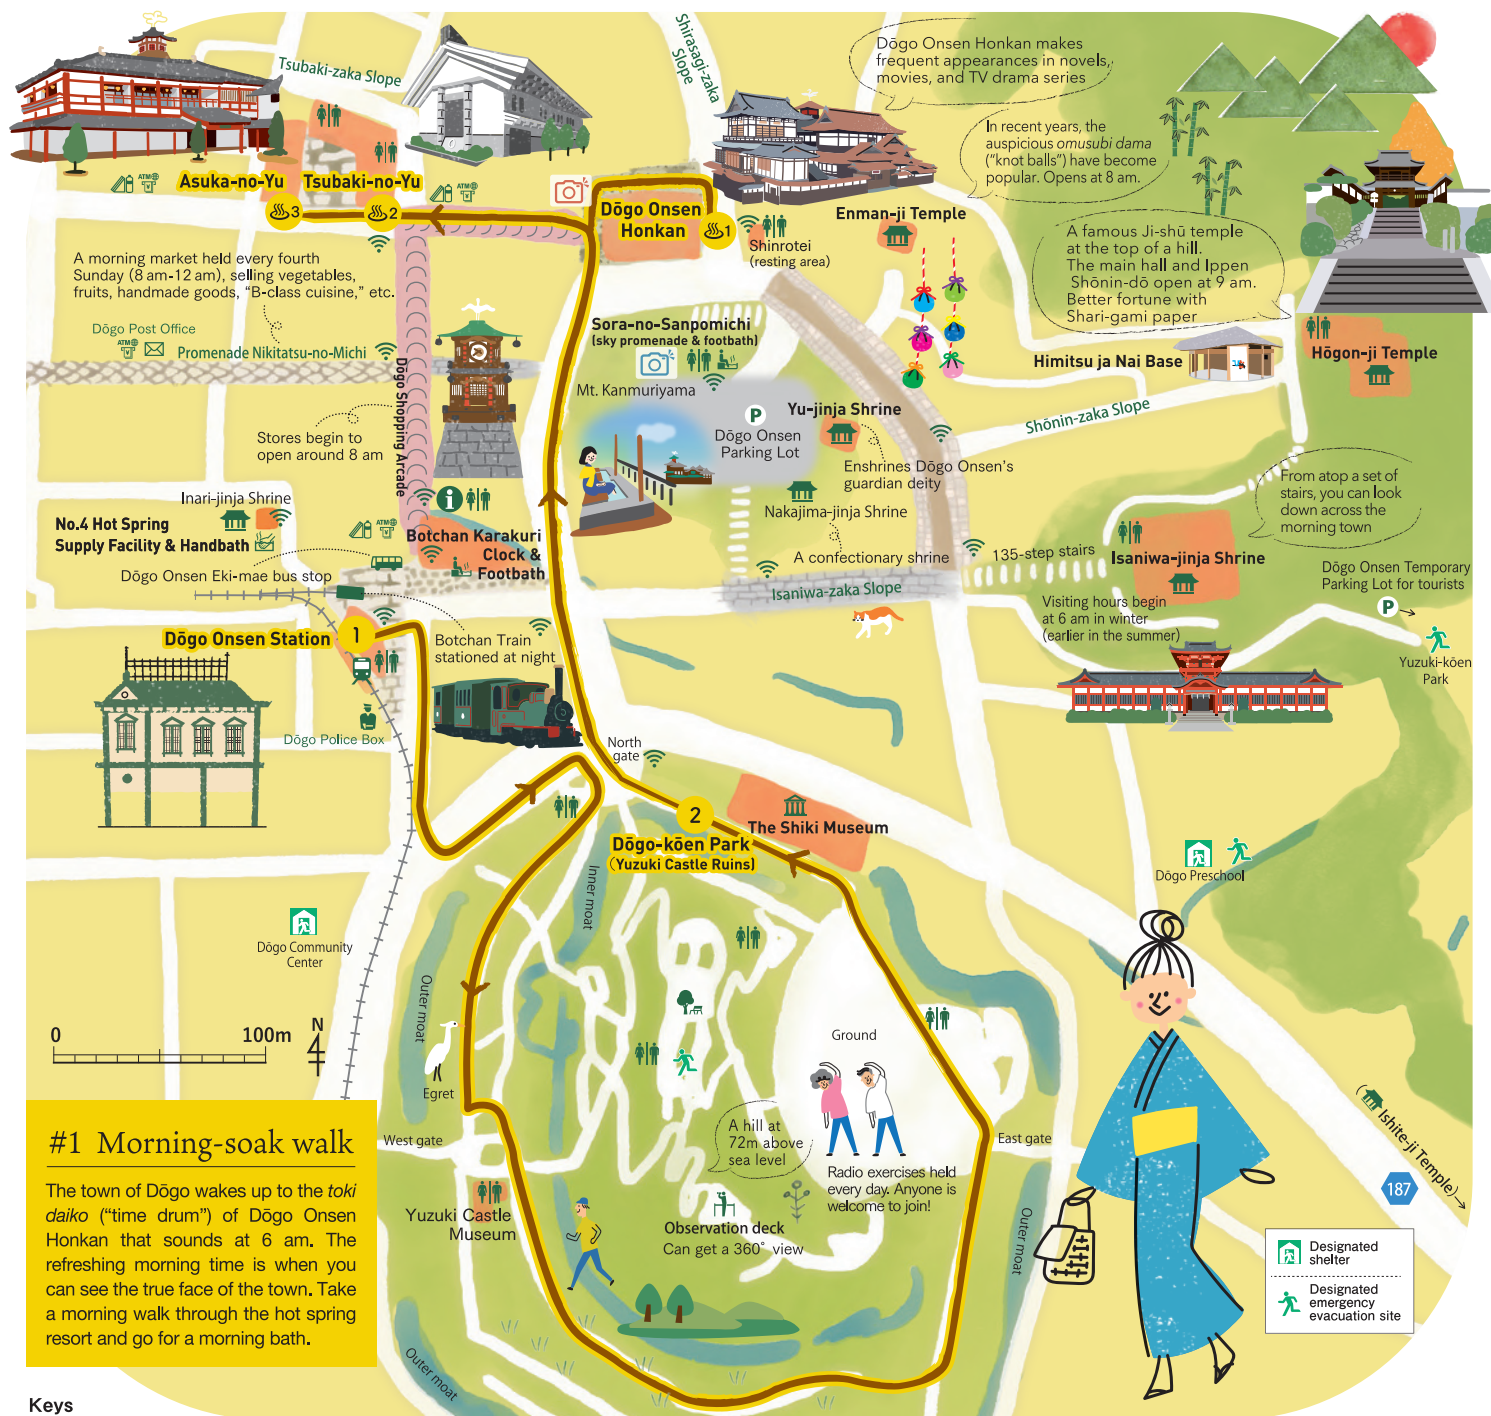 Tsubaki-zaka Slope
Shirasagi-zaka
Slope
Dōgo Onsen Honkan makes
frequent appearances in novels,
movies, and TV drama series
In recent years, the
auspicious omusubi dama
("knot balls") have become
popular. Opens at 8 am.
ATM
Asuka-no-Yu
Tsubaki-no-Yu
ATM
3
2
Dōgo Onsen
Honkan
1
Shinrotei
(resting area)
Enman-ji Temple
A famous Ji-shū temple
at the top of a hill.
The main hall and Ippen
Shōnin-dō open at 9 am.
Better fortune with
Shari-gami paper
A morning market held every fourth
Sunday (8 am-12 am), selling vegetables,
fruits, handmade goods, "B-class cuisine," etc.
Dōgo Post Office
ATM
Promenade Nikitatsu-no-Michi
Dōgo Shopping Arcade
Sora-no-Sanpomichi
(sky promenade & footbath)
Mt. Kanmuriyama
Himitsu ja Nai Base
Hōgon-ji Temple
P
Dōgo Onsen
Parking Lot
Yu-jinja Shrine
Shōnin-zaka Slope
Stores begin to
open around 8 am
Enshrines Dōgo Onsen's
guardian deity
From atop a set of
stairs, you can look
down across the
morning town
Inari-jinja Shrine
No.4 Hot Spring
Supply Facility & Handbath
ATM
i
Botchan Karakuri
Clock &
Footbath
Nakajima-jinja Shrine
A confectionary shrine
135-step stairs
Isaniwa-jinja Shrine
Dōgo Onsen Eki-mae bus stop
Isaniwa-zaka Slope
Dōgo Onsen Temporary
Parking Lot for tourists
P
Visiting hours begin
at 6 am in winter
(earlier in the summer)
Dōgo Onsen Station
1
Botchan Train
stationed at night
Yuzuki-kōen
Park
Dōgo Police Box
North
gate
2
Dōgo-kōen Park
(Yuzuki Castle Ruins)
The Shiki Museum
Dōgo Preschool
Inner moat
Dōgo Community
Center
Outer moat
0
100m
N
Ground
Egret
West gate
A hill at
72m above
sea level
East gate
Radio exercises held
every day. Anyone is
welcome to join!
(Ishite-ji Temple)
187
Yuzuki Castle
Museum
Observation deck
Can get a 360° view
Outer moat
Outer moat
Designated
shelter
Designated
emergency
evacuation site
#1 Morning-soak walk
The town of Dōgo wakes up to the toki
daiko ("time drum") of Dōgo Onsen
Honkan that sounds at 6 am. The
refreshing morning time is when you
can see the true face of the town. Take
a morning walk through the hot spring
resort and go for a morning bath.
Keys